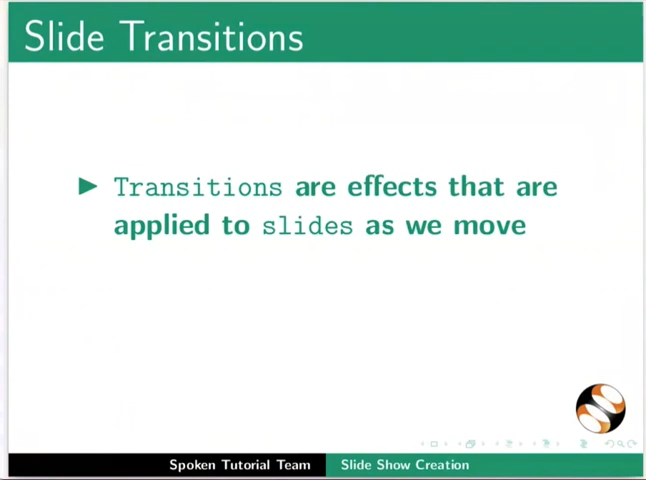 Slide Transitions
Transitions are effects that are
applied to slides as we move
Spoken Tutorial Team
Slide Show Creation